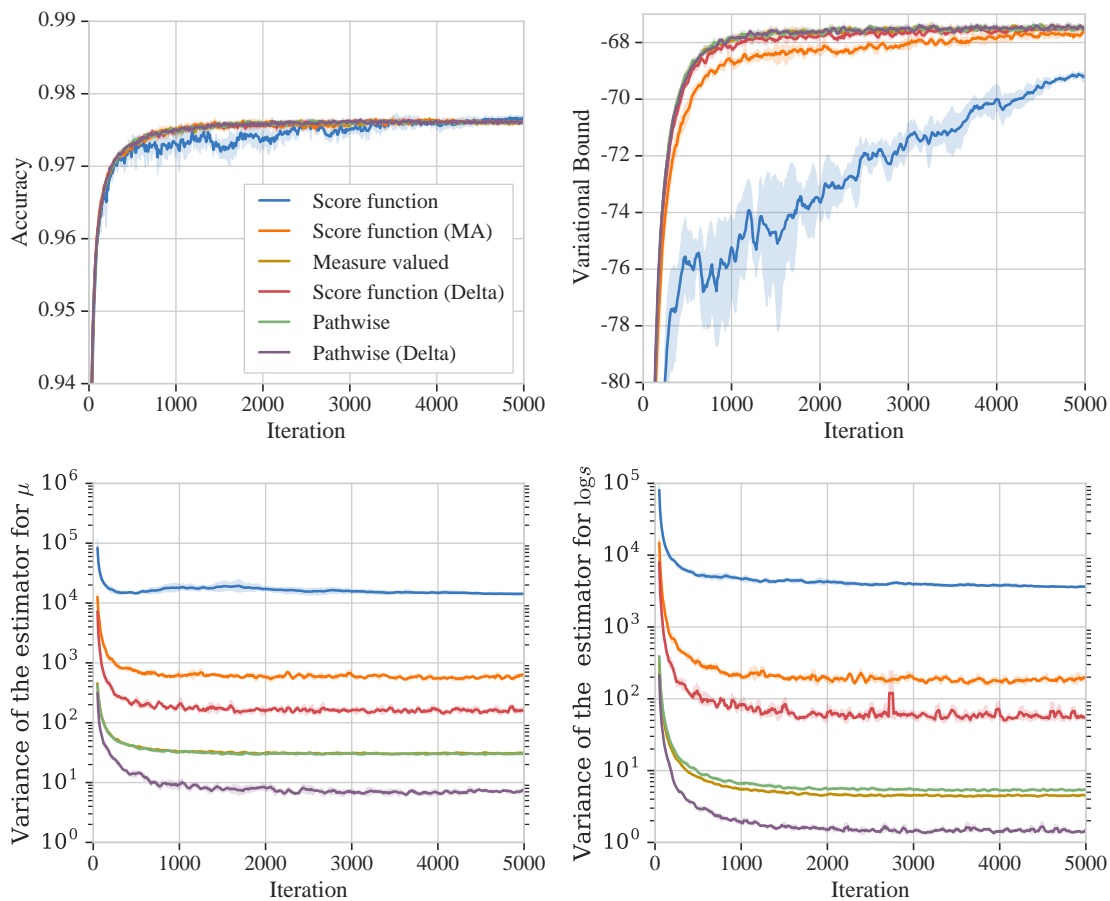 0.99
0.98
0.97
0.96
0.95
0.94
Accuracy
Score function
Score function (MA)
Measure valued
Score function (Delta)
Pathwise
Pathwise (Delta)
0 1000 2000 3000 4000 5000
Iteration
-68
-70
-72
-74
-76
-78
-80
Variational Bound
0 1000 2000 3000 4000 5000
Iteration
10^6
10^5
10^4
10^3
10^2
10^1
10^0
Variance of the estimator for μ
0 1000 2000 3000 4000 5000
Iteration
10^5
10^4
10^3
10^2
10^1
10^0
Variance of the estimator for log s
0 1000 2000 3000 4000 5000
Iteration